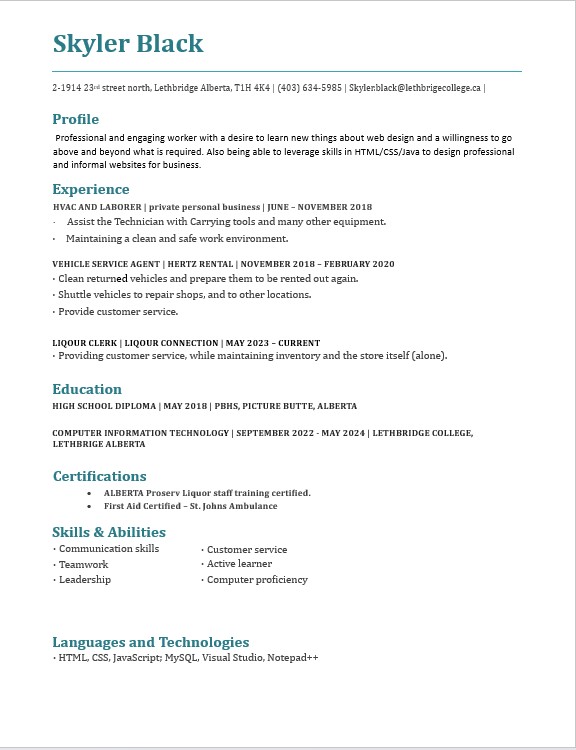 Skyler Black
2-1914 23rd street north, Lethbridge Alberta, T1H 4K4 | (403) 634-5985 | Skyler.black@lethbrigecollege.ca |
Profile
Professional and engaging worker with a desire to learn new things about web design and a willingness to go
above and beyond what is required. Also being able to leverage skills in HTML/CSS/Java to design professional
and informal websites for business.
Experience
HVAC AND LABORER | private personal business | JUNE – NOVEMBER 2018
· Assist the Technician with Carrying tools and many other equipment.
· Maintaining a clean and safe work environment.
VEHICLE SERVICE AGENT | HERTZ RENTAL | NOVEMBER 2018 – FEBRUARY 2020
· Clean returned vehicles and prepare them to be rented out again.
· Shuttle vehicles to repair shops, and to other locations.
· Provide customer service.
LIQOUR CLERK | LIQOUR CONNECTION | MAY 2023 – CURRENT
· Providing customer service, while maintaining inventory and the store itself (alone).
Education
HIGH SCHOOL DIPLOMA | MAY 2018 | PBHS, PICTURE BUTTE, ALBERTA
COMPUTER INFORMATION TECHNOLOGY | SEPTEMBER 2022 - MAY 2024 | LETHBRIDGE COLLEGE,
LETHBRIGE ALBERTA
Certifications
• ALBERTA Proserv Liquor staff training certified.
• First Aid Certified – St. Johns Ambulance
Skills & Abilities
· Communication skills
· Teamwork
· Leadership
· Customer service
· Active learner
· Computer proficiency
Languages and Technologies
· HTML, CSS, JavaScript; MySQL, Visual Studio, Notepad++